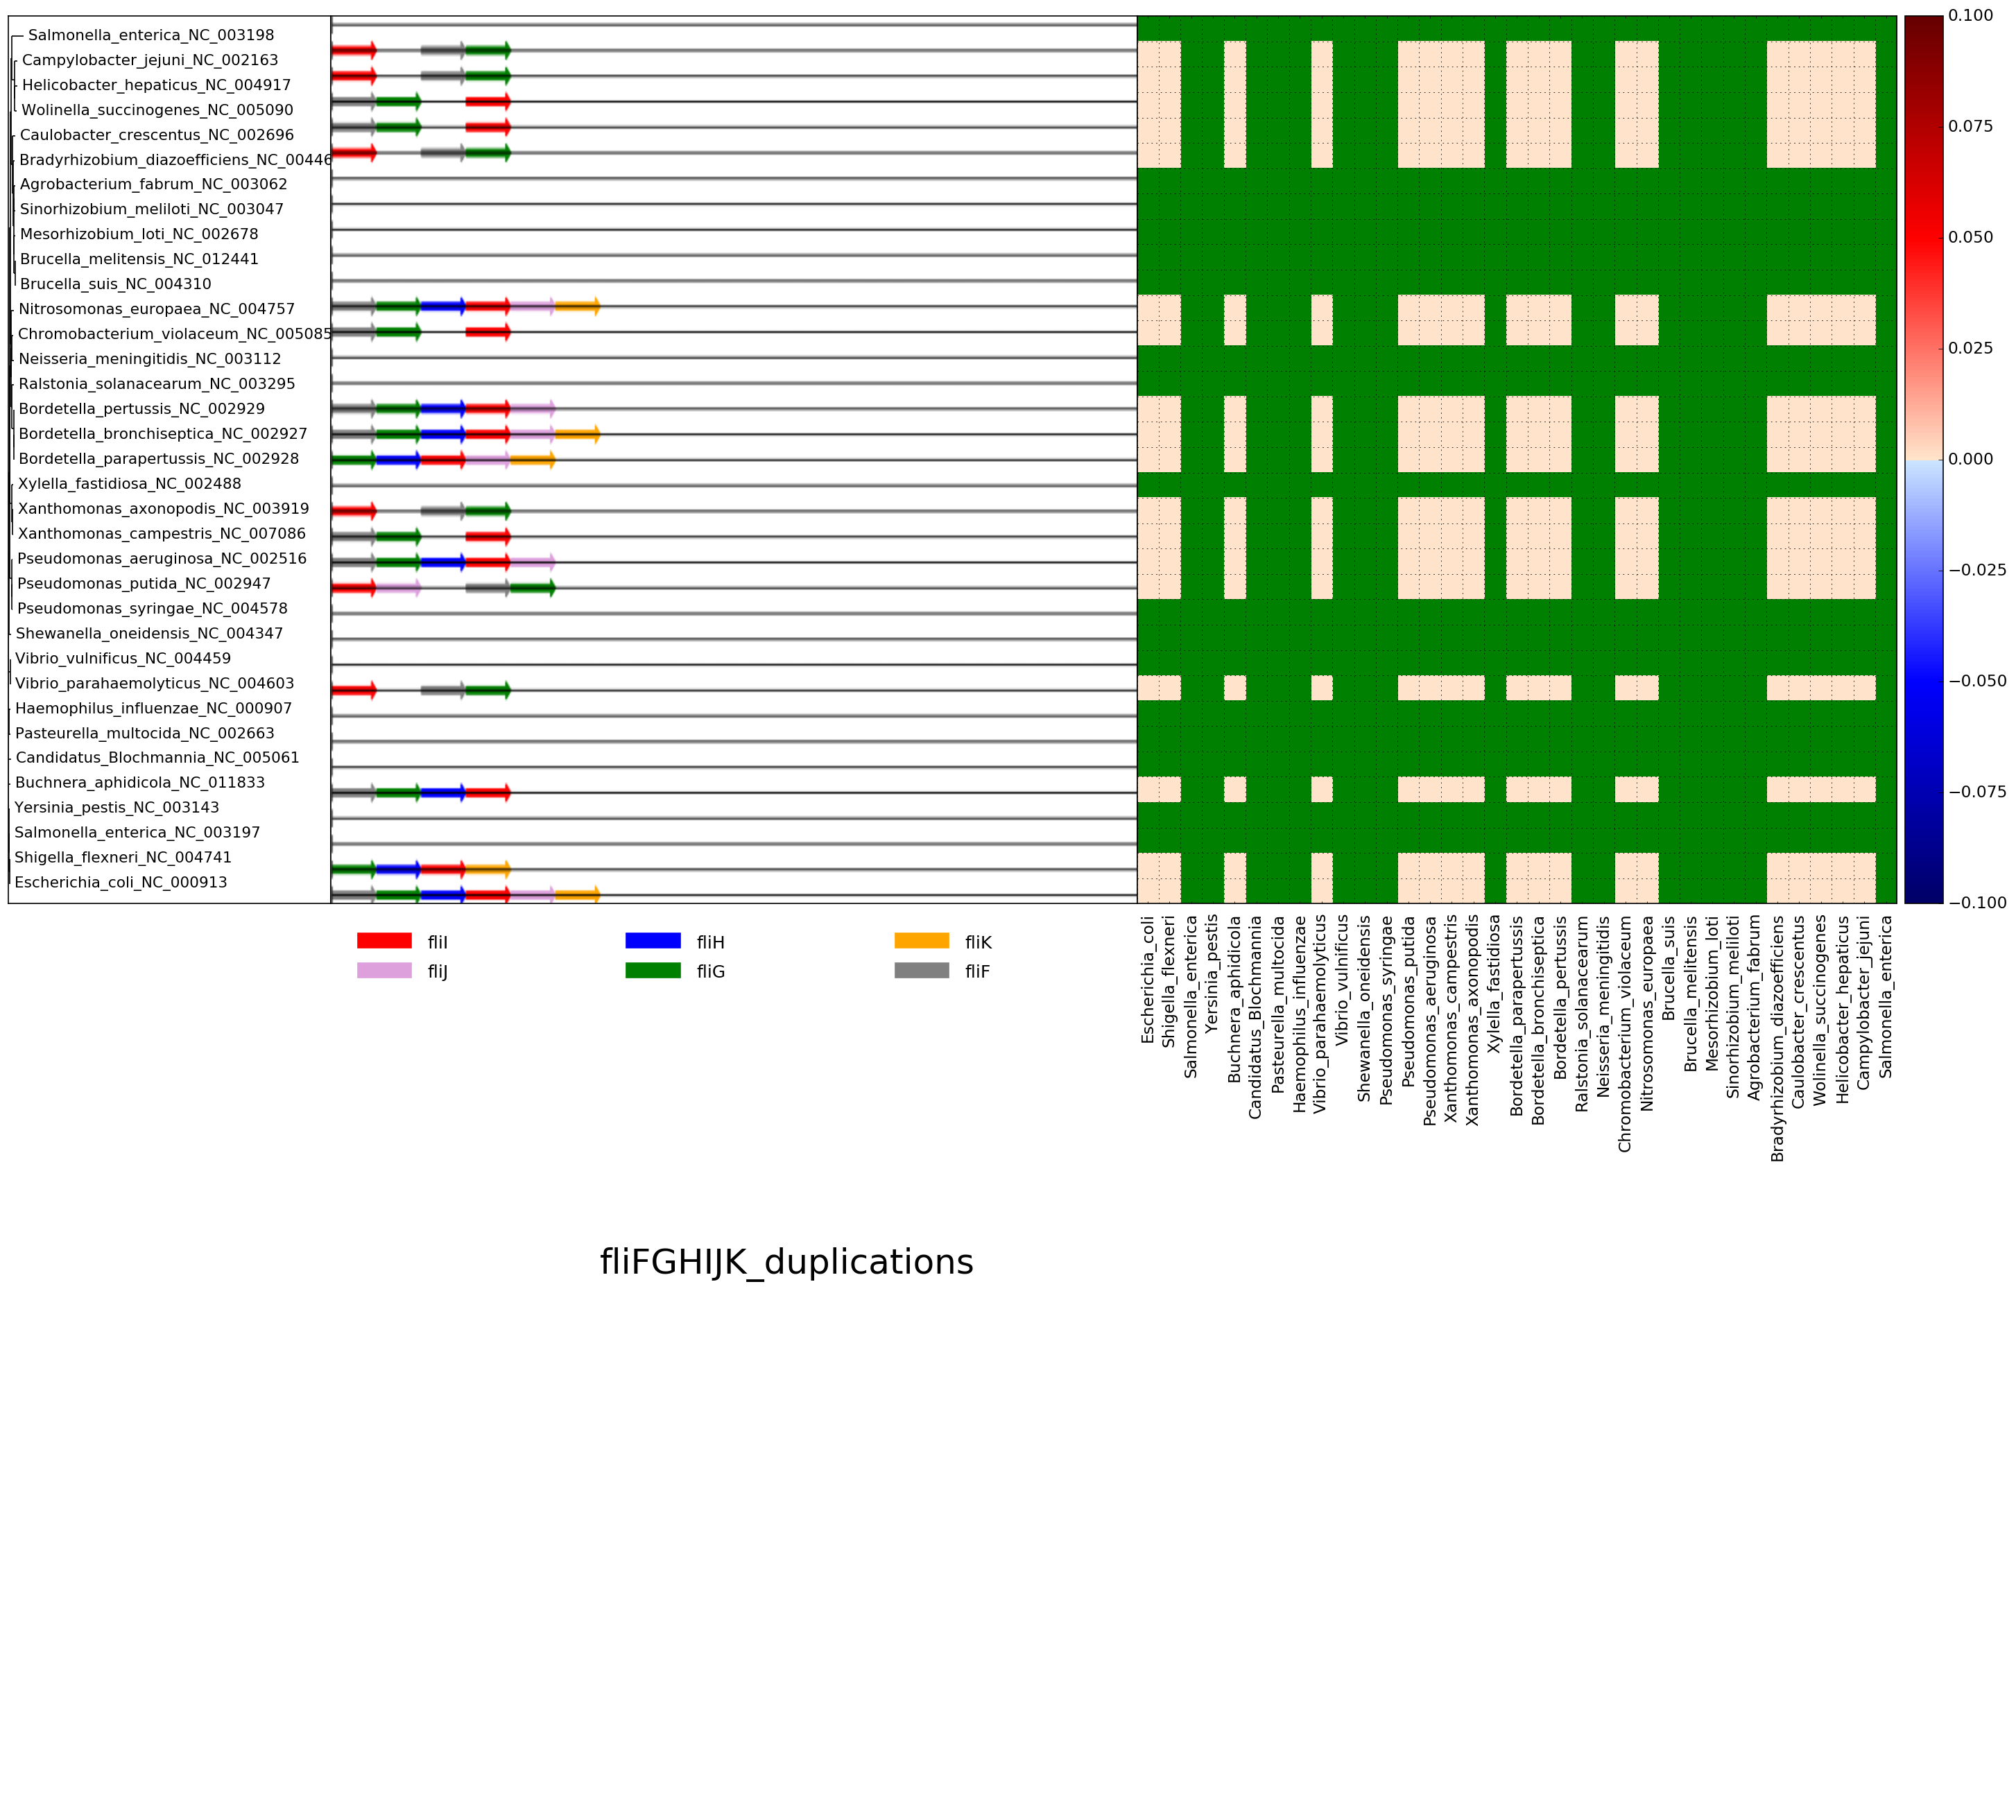 Salmonella_enterica_NC_003198
Campylobacter_jejuni_NC_002163
Helicobacter_hepaticus_NC_004917
Wolinella_succinogenes_NC_005090
Caulobacter_crescentus_NC_002696
Bradyrhizobium_diazoefficiens_NC_00446
Agrobacterium_fabrum_NC_003062
Sinorhizobium_meliloti_NC_003047
Mesorhizobium_loti_NC_002678
Brucella_melitensis_NC_012441
Brucella_suis_NC_004310
Nitrosomonas_europaea_NC_004757
Chromobacterium_violaceum_NC_005085
Neisseria_meningitidis_NC_003112
Ralstonia_solanacearum_NC_003295
Bordetella_pertussis_NC_002929
Bordetella_bronchiseptica_NC_002927
Bordetella_parapertussis_NC_002928
Xylella_fastidiosa_NC_002488
Xanthomonas_axonopodis_NC_003919
Xanthomonas_campestris_NC_007086
Pseudomonas_aeruginosa_NC_002516
Pseudomonas_putida_NC_002947
Pseudomonas_syringae_NC_004578
Shewanella_oneidensis_NC_004347
Vibrio_vulnificus_NC_004459
Vibrio_parahaemolyticus_NC_004603
Haemophilus_influenzae_NC_000907
Pasteurella_multocida_NC_002663
Candidatus_Blochmannia_NC_005061
Buchnera_aphidicola_NC_011833
Yersinia_pestis_NC_003143
Salmonella_enterica_NC_003197
Shigella_flexneri_NC_004741
Escherichia_coli_NC_000913
0.100
0.075
0.050
0.025
0.000
−0.025
−0.050
−0.075
−0.100
Escherichia_coli
Shigella_flexneri
Salmonella_enterica
Yersinia_pestis
Buchnera_aphidicola
Candidatus_Blochmannia
Pasteurella_multocida
Haemophilus_influenzae
Vibrio_parahaemolyticus
Vibrio_vulnificus
Shewanella_oneidensis
Pseudomonas_syringae
Pseudomonas_putida
Pseudomonas_aeruginosa
Xanthomonas_campestris
Xanthomonas_axonopodis
Xylella_fastidiosa
Bordetella_parapertussis
Bordetella_bronchiseptica
Bordetella_pertussis
Ralstonia_solanacearum
Neisseria_meningitidis
Chromobacterium_violaceum
Nitrosomonas_europaea
Brucella_suis
Brucella_melitensis
Mesorhizobium_loti
Sinorhizobium_meliloti
Agrobacterium_fabrum
Bradyrhizobium_diazoefficiens
Caulobacter_crescentus
Wolinella_succinogenes
Helicobacter_hepaticus
Campylobacter_jejuni
Salmonella_enterica
fliI fliH fliK
fliJ fliG fliF
fliFGHIJK_duplications